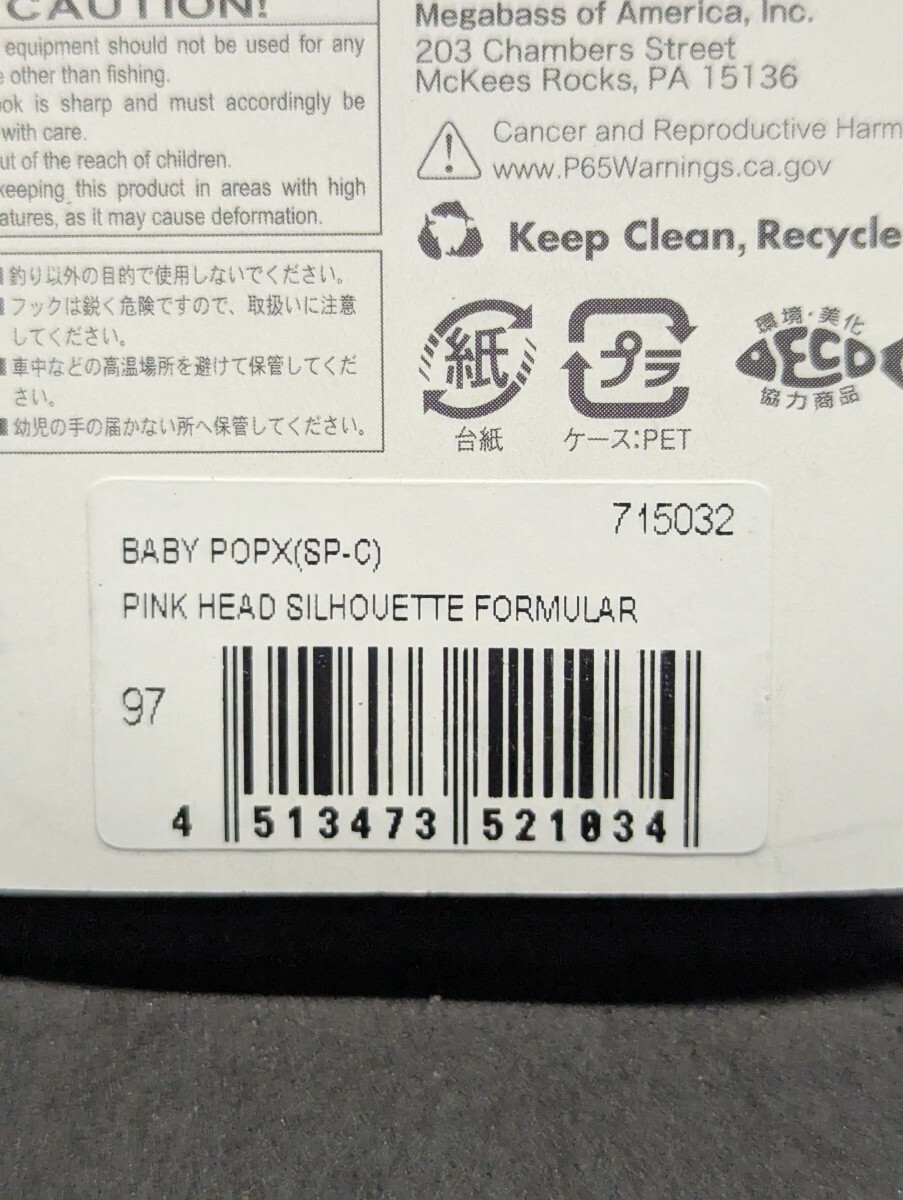 CAUTION!
equipment should not be used for any
other than fishing.
is sharp and must accordingly be
with care.
of the reach of children.
keeping this product in areas with high
as it may cause deformation.
■釣り以外の目的で使用しないでください。
■フックは鋭く危険ですので、取扱いに注意
してください。
■車中などの高温場所を避けて保管してくだ
さい。
■幼児の手の届かない所へ保管してください。
Megabass of America, Inc.
203 Chambers Street
McKees Rocks, PA 15136
Cancer and Reproductive Harm
www.P65Warnings.ca.gov
Keep Clean, Recycle
紙
台紙
プラ
ケース:PET
環境・美化
ECO
協力商品
715032
BABY POPX(SP-C)
PINK HEAD SILHOUETTE FORMULAR
97
4 513473 521034